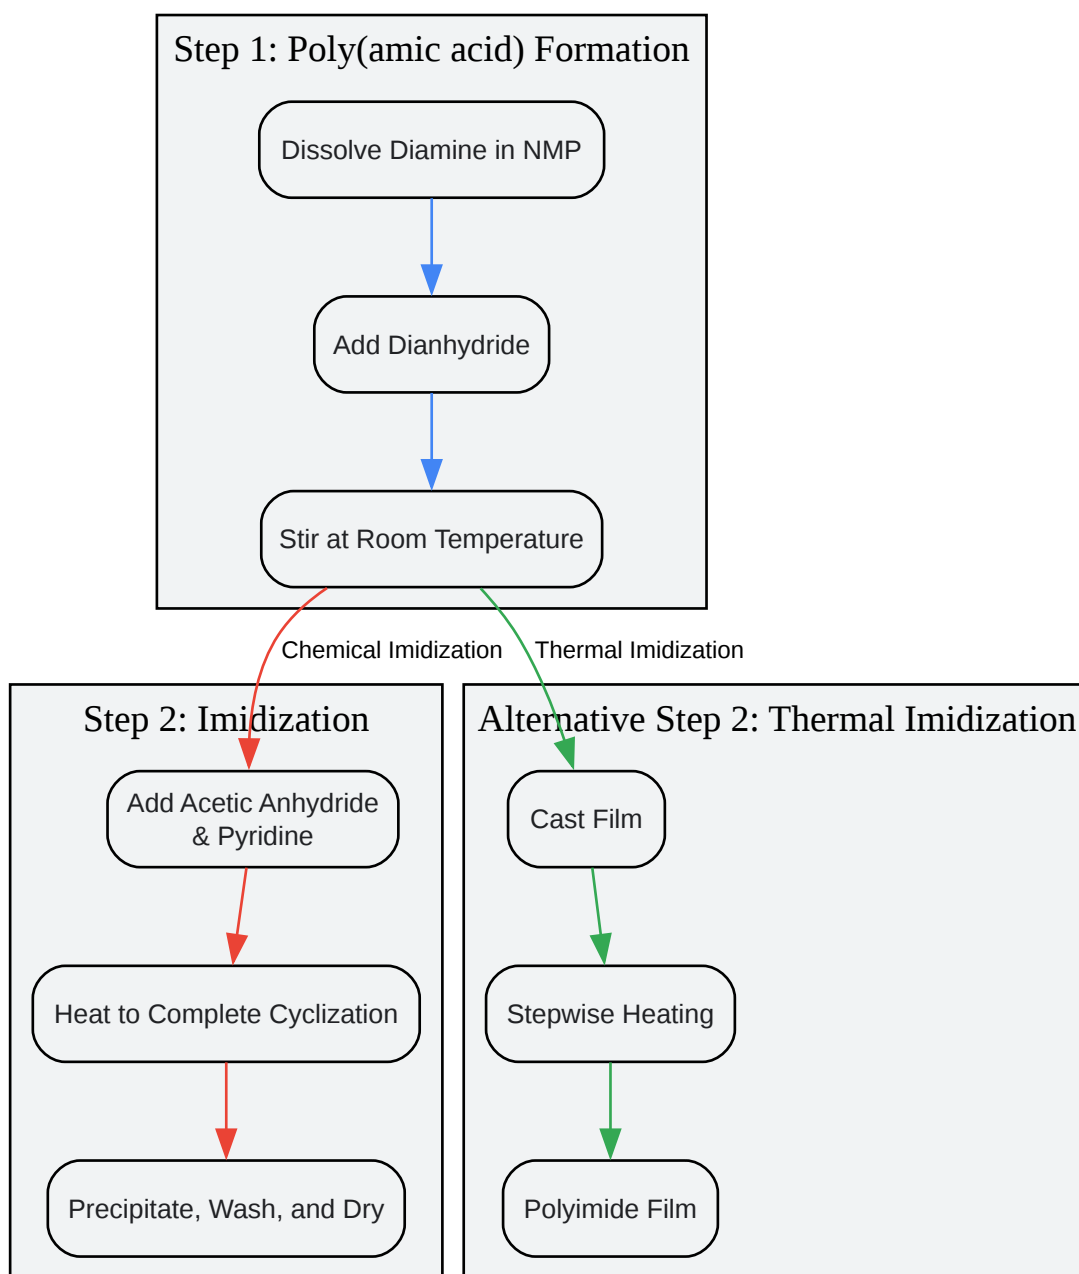 Step 1: Poly(amic acid) Formation
Dissolve Diamine in NMP
Add Dianhydride
Stir at Room Temperature
Chemical Imidization
Thermal Imidization
Step 2: Imidization
Add Acetic Anhydride
& Pyridine
Heat to Complete Cyclization
Precipitate, Wash, and Dry
Alternative Step 2: Thermal Imidization
Cast Film
Stepwise Heating
Polyimide Film